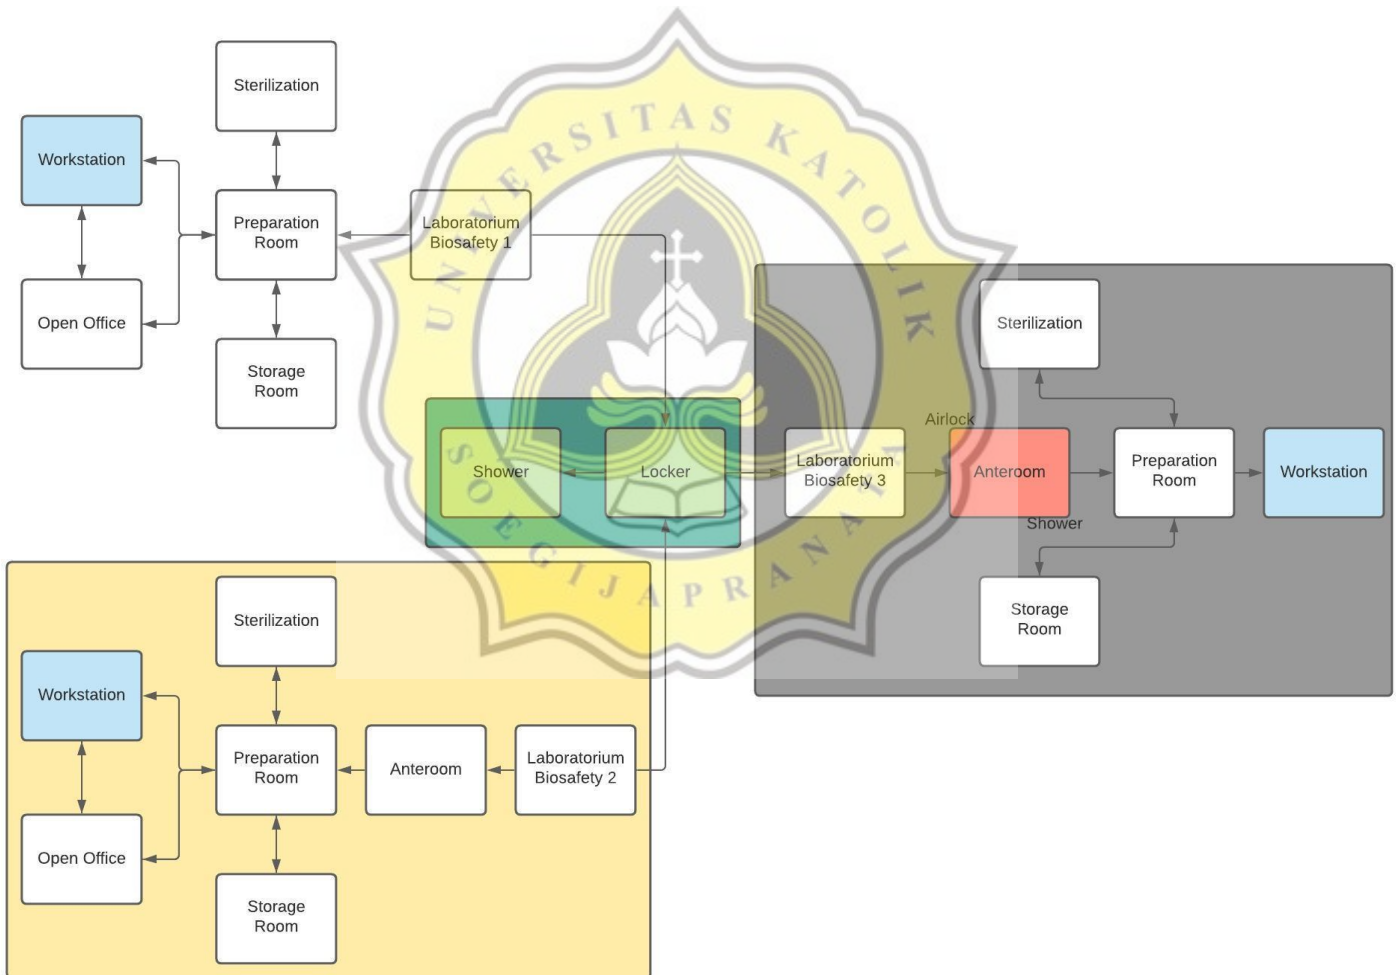 UNIVERSITAS KATOLIK
SOEGIJAPRANATA
Sterilization
Workstation
Preparation
Room
Laboratorium
Biosafety 1
Open Office
Storage
Room
Shower
Locker
Laboratorium
Biosafety 3
Airlock
Anteroom
Shower
Sterilization
Preparation
Room
Workstation
Storage
Room
Sterilization
Workstation
Preparation
Room
Anteroom
Laboratorium
Biosafety 2
Open Office
Storage
Room